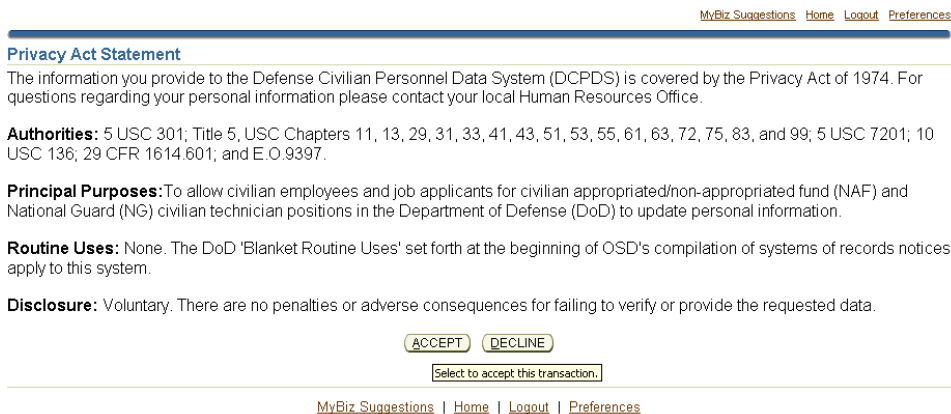 MyBiz Suggestions Home Logout Preferences
Privacy Act Statement
The information you provide to the Defense Civilian Personnel Data System (DCPDS) is covered by the Privacy Act of 1974. For
questions regarding your personal information please contact your local Human Resources Office.
Authorities: 5 USC 301; Title 5, USC Chapters 11, 13, 29, 31, 33, 41, 43, 51, 53, 55, 61, 63, 72, 75, 83, and 99; 5 USC 7201; 10
USC 136; 29 CFR 1614.601; and E.O.9397.
Principal Purposes:To allow civilian employees and job applicants for civilian appropriated/non-appropriated fund (NAF) and
National Guard (NG) civilian technician positions in the Department of Defense (DoD) to update personal information.
Routine Uses: None. The DoD 'Blanket Routine Uses' set forth at the beginning of OSD's compilation of systems of records notices
apply to this system.
Disclosure: Voluntary. There are no penalties or adverse consequences for failing to verify or provide the requested data.
ACCEPT DECLINE
Select to accept this transaction.
MyBiz Suggestions | Home | Logout | Preferences